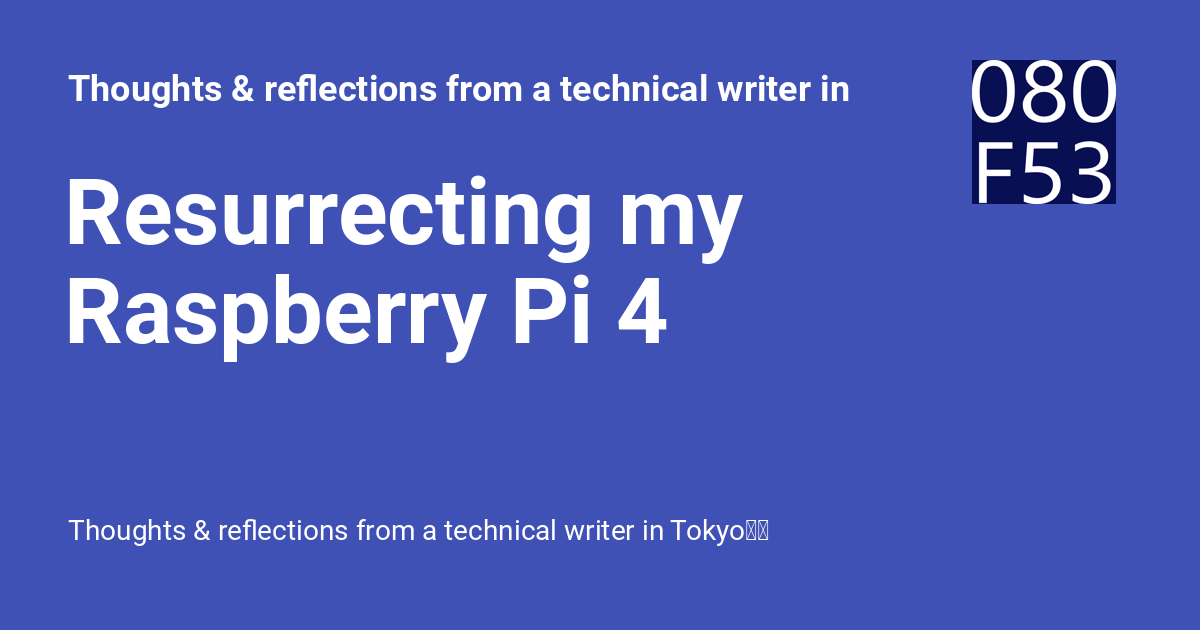 Thoughts & reflections from a technical writer in
080
F53
Resurrecting my
Raspberry Pi 4
Thoughts & reflections from a technical writer in Tokyo